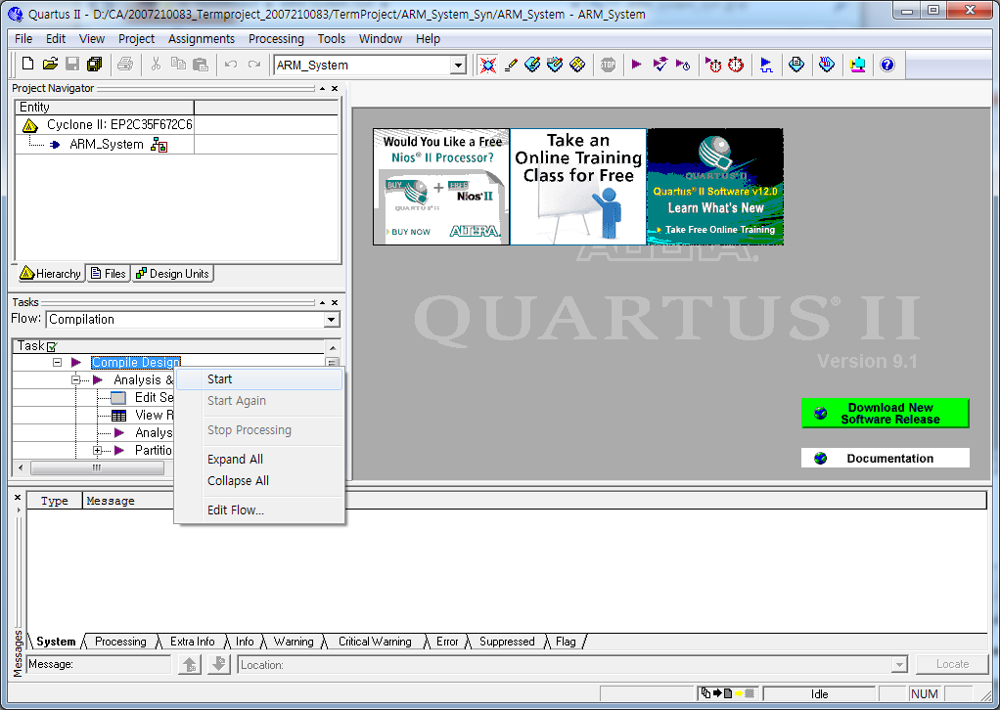 Quartus II - D:/CA/2007210083_Termproject_2007210083/TermProject/ARM_System_Syn/ARM_System - ARM_System
File Edit View Project Assignments Processing Tools Window Help
ARM_System
STOP
Project Navigator
Entity
Cyclone II: EP2C35F672C6
ARM_System
Hierarchy Files Design Units
Tasks
Flow: Compilation
Task
Compile Design
Analysis &
Edit Se
View R
Analys
Partitio
Start
Start Again
Stop Processing
Expand All
Collapse All
Edit Flow...
Would You Like a Free
Nios® II Processor?
BUY + FREE
Nios II
QUARTUS II
BUY NOW ALTERA.
Take an
Online Training
Class for Free
QUARTUS II
Quartus® II Software v12.0
Learn What's New
Take Free Online Training
ALTERA.
QUARTUS® II
Version 9.1
Download New
Software Release
Documentation
Type Message
System Processing Extra Info Info Warning Critical Warning Error Suppressed Flag
Messages
Message: Location: Locate
Idle NUM